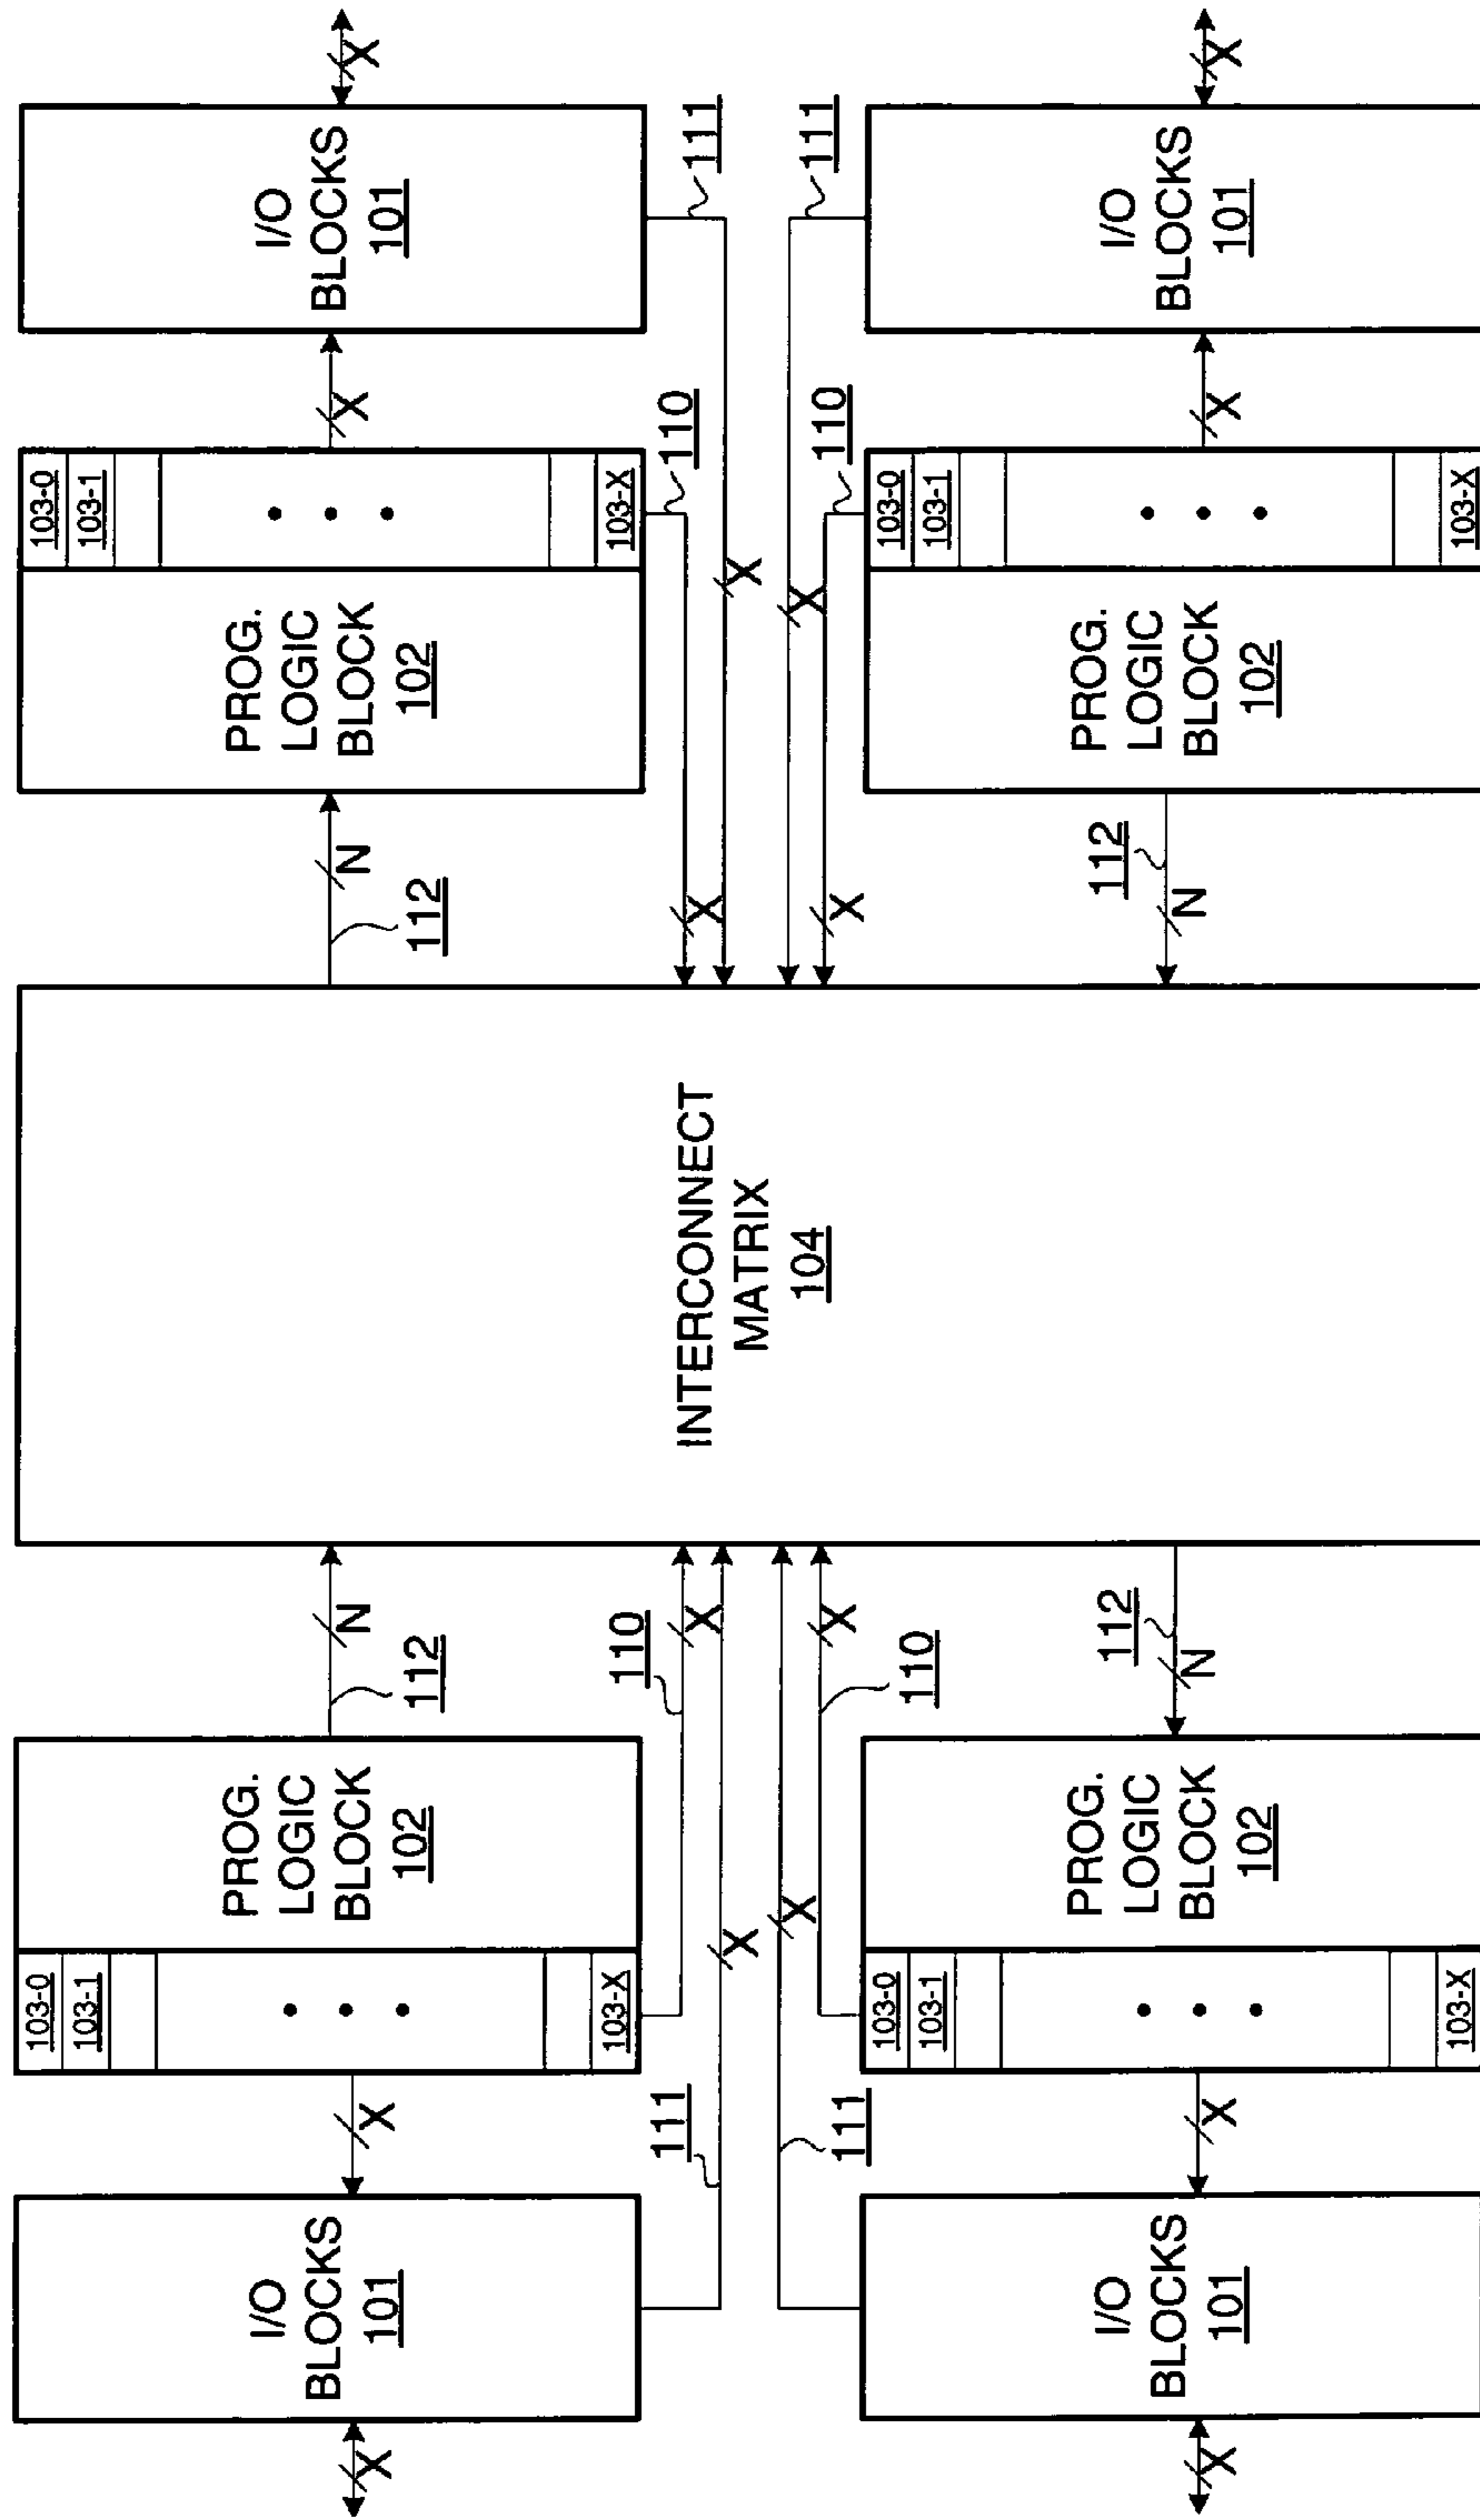 X
I/O
BLOCKS
101
X
103-0
103-1
103-X
PROG.
LOGIC
BLOCK
102
N
112
111
X
110
X
INTERCONNECT
MATRIX
104
N
112
X
110
X
111
103-0
103-1
103-X
PROG.
LOGIC
BLOCK
102
X
I/O
BLOCKS
101
X
X
I/O
BLOCKS
101
X
111
X
110
X
103-0
103-1
103-X
PROG.
LOGIC
BLOCK
102
N
112
N
112
X
110
X
111
PROG.
LOGIC
BLOCK
102
103-0
103-1
103-X
X
I/O
BLOCKS
101
X